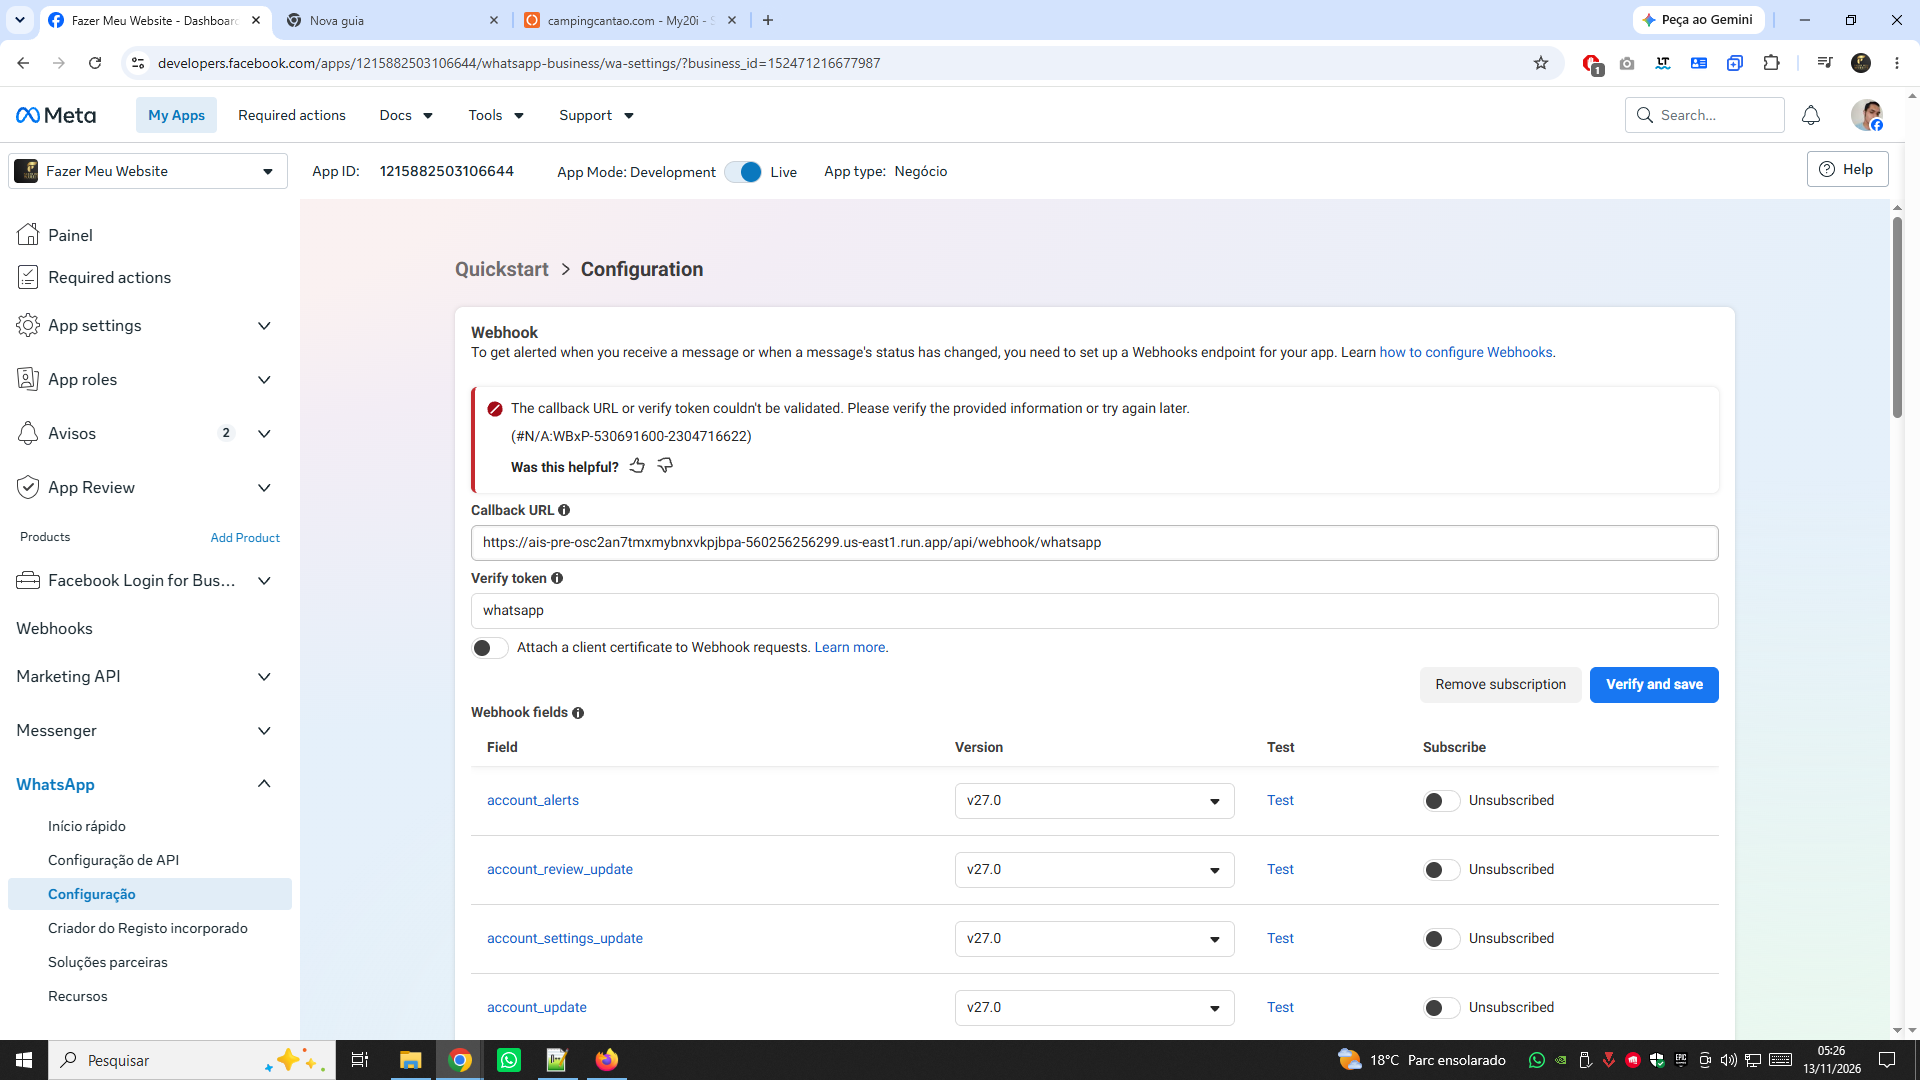 Fazer Meu Website - Dashboard
Nova guia
campingcantao.com - My20i - S
Peça ao Gemini
developers.facebook.com/apps/1215882503106644/whatsapp-business/wa-settings/?business_id=152471216677987
1
Meta
My Apps
Required actions
Docs
Tools
Support
Search...
Fazer Meu Website
App ID: 1215882503106644
App Mode: Development
Live
App type: Negócio
Help
Painel
Required actions
App settings
App roles
Avisos 2
App Review
Products
Add Product
Facebook Login for Bus...
Webhooks
Marketing API
Messenger
WhatsApp
Início rápido
Configuração de API
Configuração
Criador do Registo incorporado
Soluções parceiras
Recursos
Quickstart > Configuration
Webhook
To get alerted when you receive a message or when a message's status has changed, you need to set up a Webhooks endpoint for your app. Learn how to configure Webhooks.
The callback URL or verify token couldn't be validated. Please verify the provided information or try again later.
(#N/A:WBxP-530691600-2304716622)
Was this helpful?
Callback URL
https://ais-pre-osc2an7tmxmybnxvkpjbpa-560256256299.us-east1.run.app/api/webhook/whatsapp
Verify token
whatsapp
Attach a client certificate to Webhook requests. Learn more.
Remove subscription
Verify and save
Webhook fields
Field Version Test Subscribe
account_alerts v27.0 Test Unsubscribed
account_review_update v27.0 Test Unsubscribed
account_settings_update v27.0 Test Unsubscribed
account_update v27.0 Test Unsubscribed
Pesquisar
18°C Parc ensolarado
05:26
13/11/2026